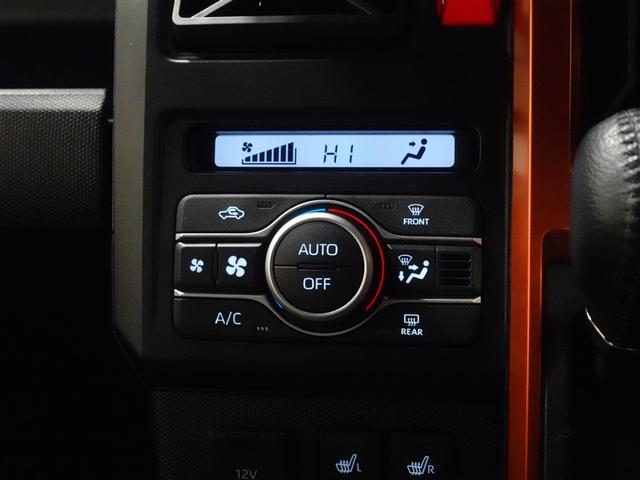 HI
FRONT
AUTO
OFF
A/C
REAR
12V
L
R